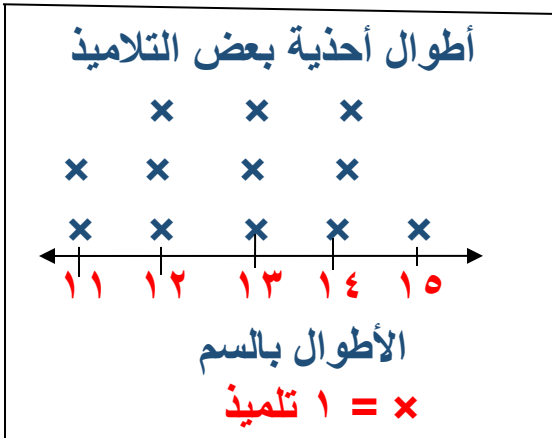 أطوال أحذية بعض التلاميذ
× × ×
× × × ×
× × × × ×
١١ ١٢ ١٣ ١٤ ١٥
الأطوال بالسم
× = ١ تلميذ